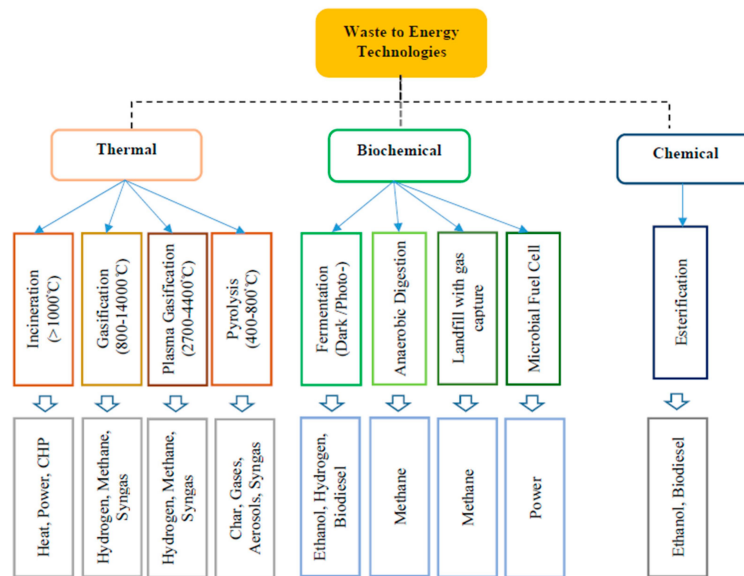 Waste to Energy
Technologies
Thermal
Biochemical
Chemical
Incineration
(>1000℃)
Gasification
(800-14000℃)
Plasma Gasification
(2700-4400℃)
Pyrolysis
(400-800℃)
Fermentation
(Dark /Photo-)
Anaerobic Digestion
Landfill with gas
capture
Microbial Fuel Cell
Esterification
Heat, Power, CHP
Hydrogen, Methane,
Syngas
Hydrogen, Methane,
Syngas
Char, Gases,
Aerosols, Syngas
Ethanol, Hydrogen,
Biodiesel
Methane
Methane
Power
Ethanol, Biodiesel